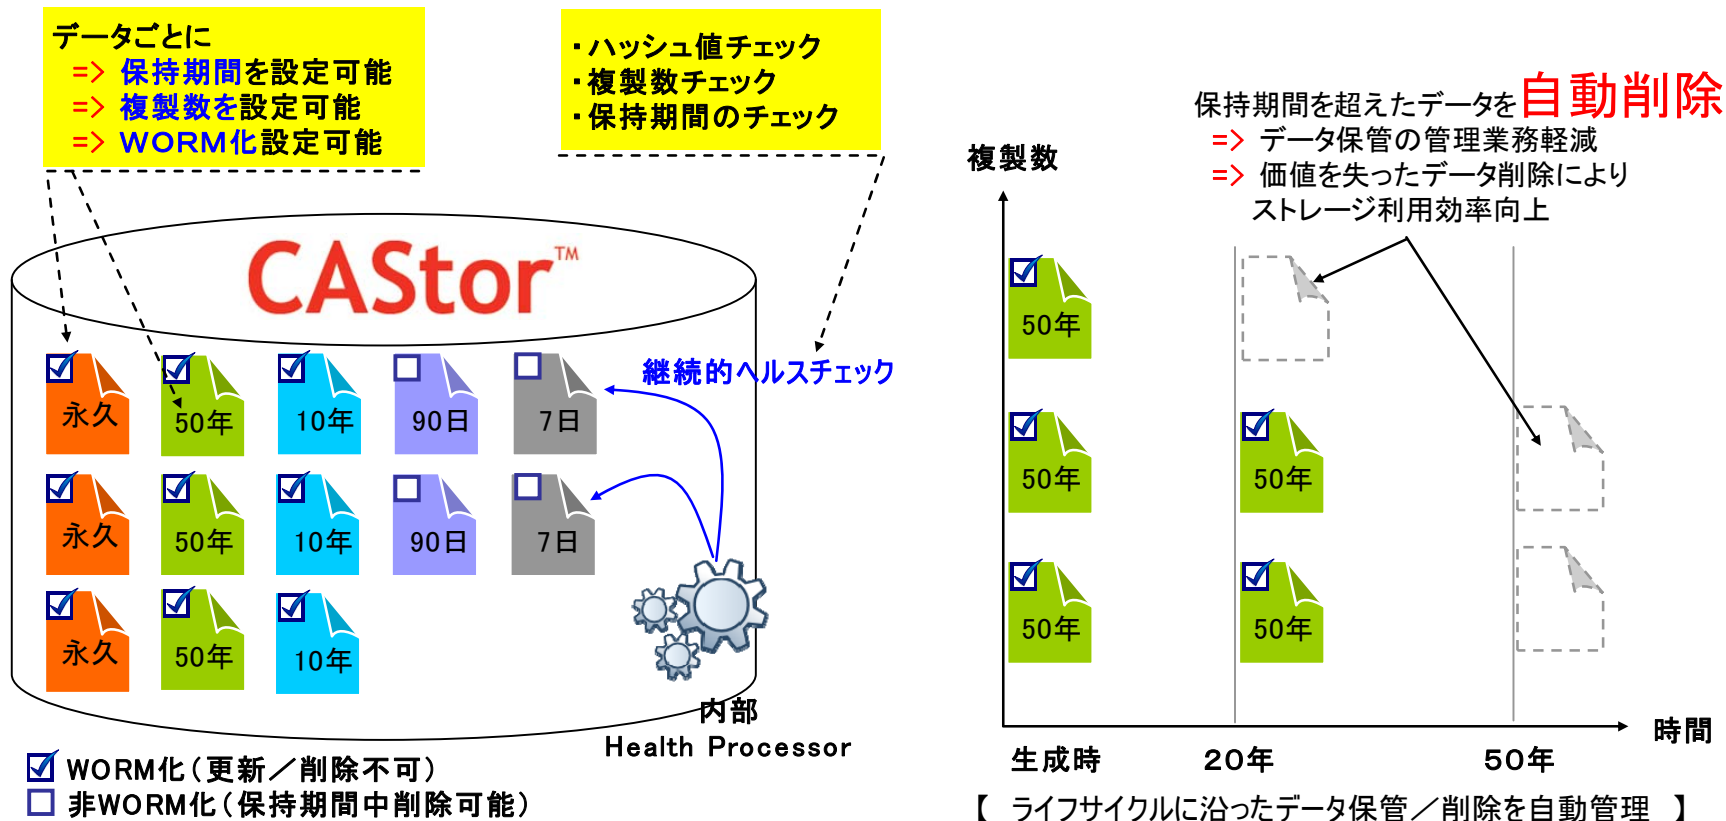 データごとに
=> 保持期間を設定可能
=> 複製数を設定可能
=> WORM化設定可能
・ハッシュ値チェック
・複製数チェック
・保持期間のチェック
CAStor™
継続的ヘルスチェック
永久 50年 10年 90日 7日
永久 50年 10年 90日 7日
永久 50年 10年
内部
Health Processor
WORM化(更新／削除不可)
非WORM化(保持期間中削除可能)
保持期間を超えたデータを自動削除
=> データ保管の管理業務軽減
=> 価値を失ったデータ削除により
ストレージ利用効率向上
複製数
50年
50年 50年
50年 50年
時間
生成時 20年 50年
【 ライフサイクルに沿ったデータ保管／削除を自動管理 】